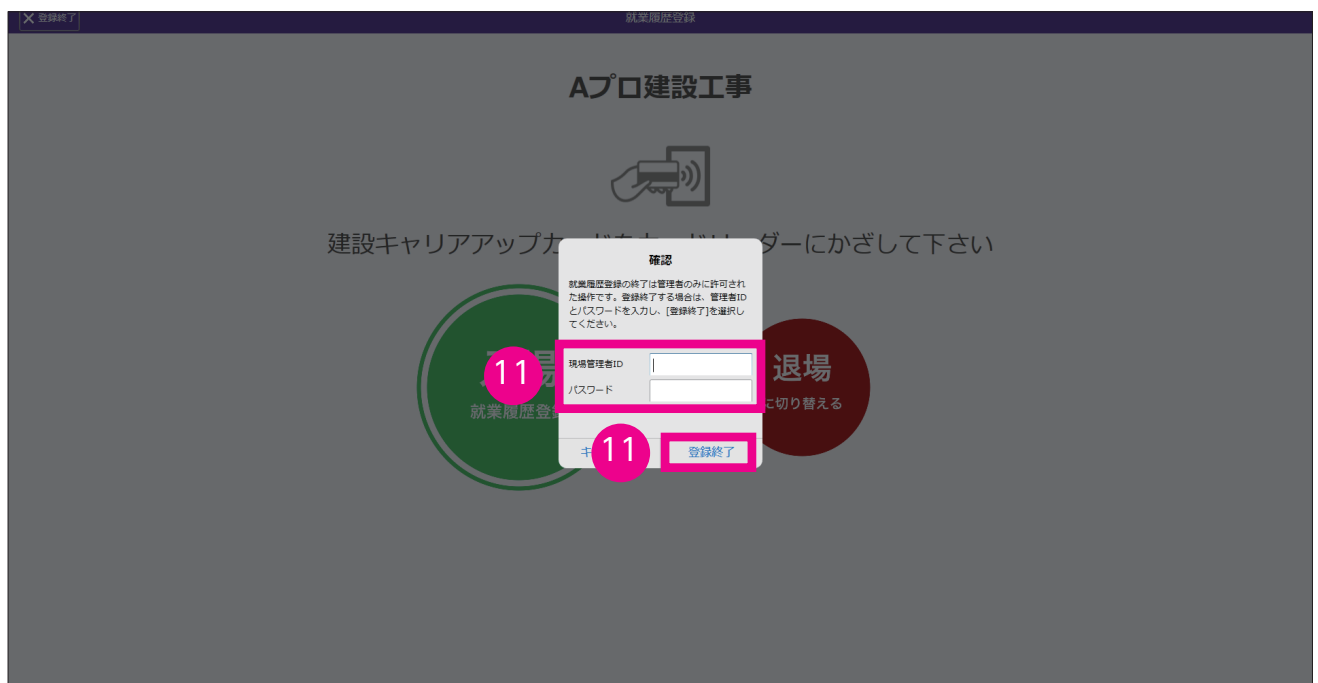 × 登録終了
就業履歴登録
Aプロ建設工事
建設キャリアアップカードをカードリーダーにかざして下さい
確認
就業履歴登録の終了は管理者のみに許可され
た操作です。登録終了する場合は、管理者ID
とパスワードを入力し、[登録終了]を選択し
てください。
11
現場管理者ID
パスワード
場
就業履歴登
退場
に切り替える
11
キ
登録終了